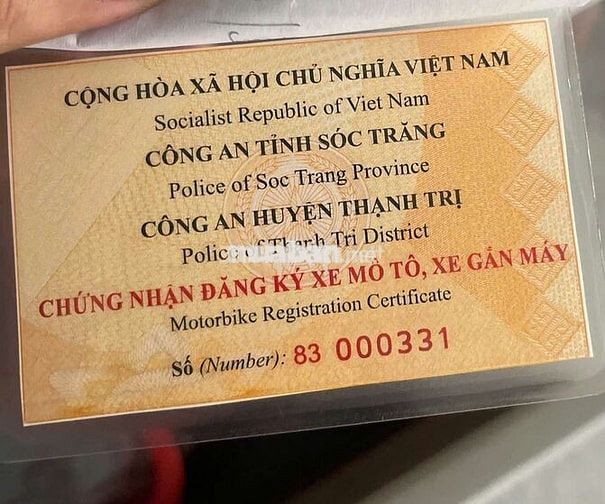 CỘNG HÒA XÃ HỘI CHỦ NGHĨA VIỆT NAM
Socialist Republic of Viet Nam
CÔNG AN TỈNH SÓC TRĂNG
Police of Soc Trang Province
CÔNG AN HUYỆN THẠNH TRỊ
Police of Thanh Tri District
muaban.net
CHỨNG NHẬN ĐĂNG KÝ XE MÔ TÔ, XE GẮN MÁY
Motorbike Registration Certificate
Số (Number): 83 000331